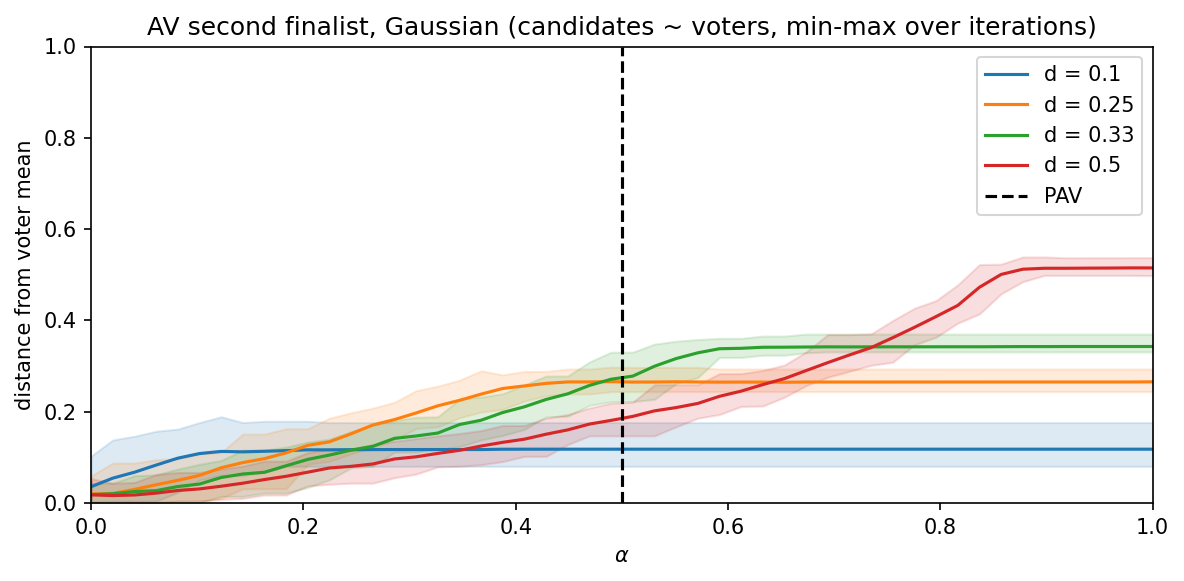 AV second finalist, Gaussian (candidates ~ voters, min-max over iterations)
distance from voter mean
1.0
0.8
0.6
0.4
0.2
0.0
d = 0.1
d = 0.25
d = 0.33
d = 0.5
PAV
0.0 0.2 0.4 0.6 0.8 1.0
α